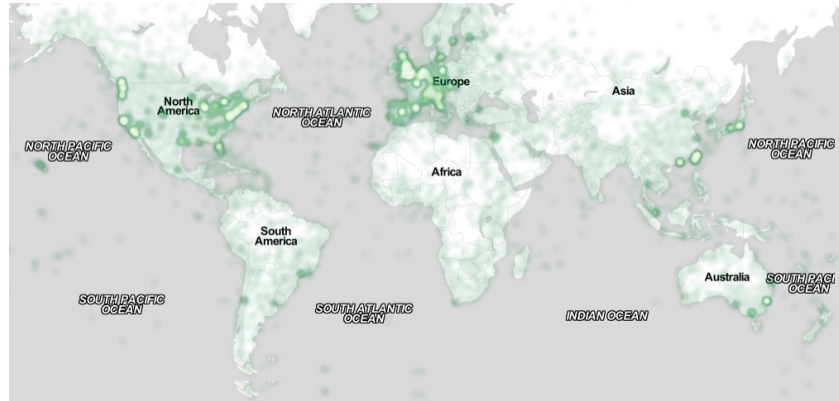 North
America
NORTH ATLANTIC
OCEAN
Europe
Asia
NORTH PACIFIC
OCEAN
NORTH PACIFIC
OCEAN
Africa
South
America
Australia
SOUTH PACI
OCEAN
SOUTH PACIFIC
OCEAN
SOUTH ATLANTIC
OCEAN
INDIAN OCEAN